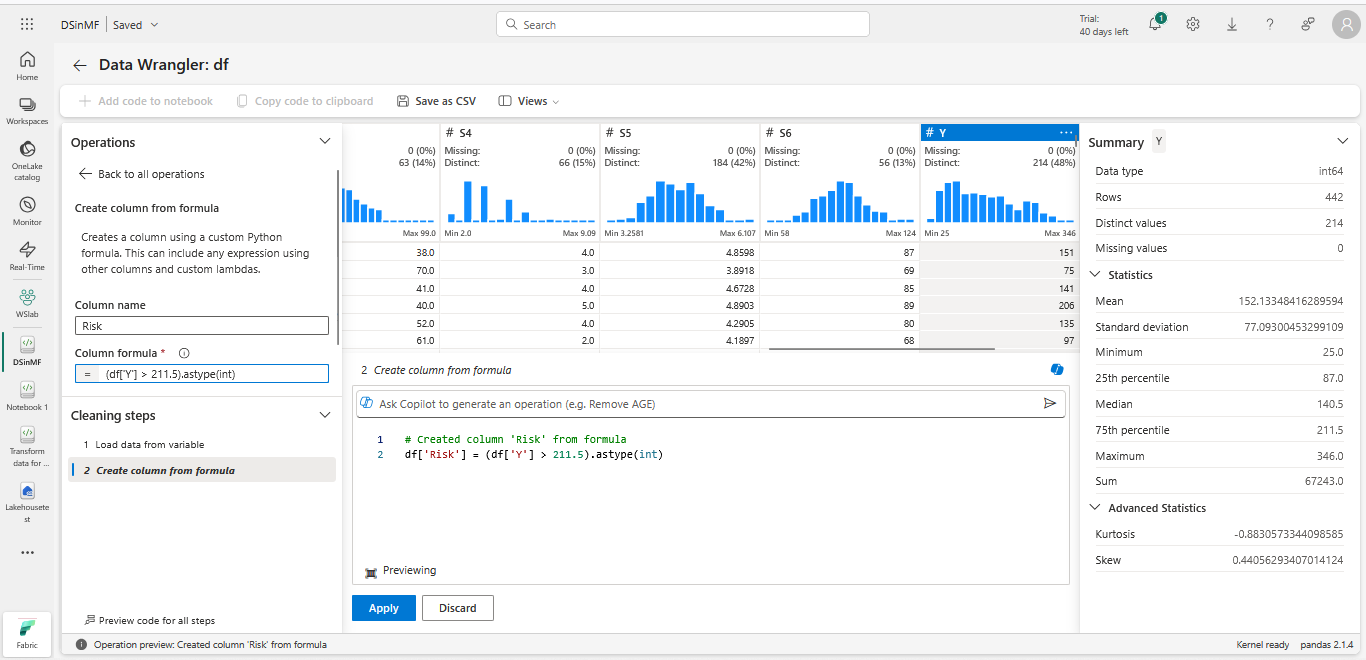 DSinMF | Saved
Search
Trial:
40 days left
1
Home
Workspaces
OneLake
catalog
Monitor
Real-Time
WSlab
DSinMF
Notebook 1
Transform
data for ...
Lakehousete
st
Fabric
Data Wrangler: df
Add code to notebook
Copy code to clipboard
Save as CSV
Views
Operations
Back to all operations
Create column from formula
Creates a column using a custom Python
formula. This can include any expression using
other columns and custom lambdas.
Column name
Risk
Column formula *
= (df['Y'] > 211.5).astype(int)
Cleaning steps
1 Load data from variable
2 Create column from formula
Preview code for all steps
0 (0%)
63 (14%)
Max 99.0
38.0
70.0
41.0
40.0
52.0
61.0
# S4
Missing: 0 (0%)
Distinct: 66 (15%)
Min 2.0 Max 9.09
4.0
3.0
4.0
5.0
4.0
2.0
# S5
Missing: 0 (0%)
Distinct: 184 (42%)
Min 3.2581 Max 6.107
4.8598
3.8918
4.6728
4.8903
4.2905
4.1897
# S6
Missing: 0 (0%)
Distinct: 56 (13%)
Min 58 Max 124
87
69
85
89
80
68
# Y ...
Missing: 0 (0%)
Distinct: 214 (48%)
Min 25 Max 346
151
75
141
206
135
97
2 Create column from formula
Ask Copilot to generate an operation (e.g. Remove AGE)
1 # Created column 'Risk' from formula
2 df['Risk'] = (df['Y'] > 211.5).astype(int)
Previewing
Apply
Discard
Summary Y
Data type int64
Rows 442
Distinct values 214
Missing values 0
Statistics
Mean 152.13348416289594
Standard deviation 77.09300453299109
Minimum 25.0
25th percentile 87.0
Median 140.5
75th percentile 211.5
Maximum 346.0
Sum 67243.0
Advanced Statistics
Kurtosis -0.8830573344098585
Skew 0.44056293407014124
Operation preview: Created column 'Risk' from formula
Kernel ready
pandas 2.1.4